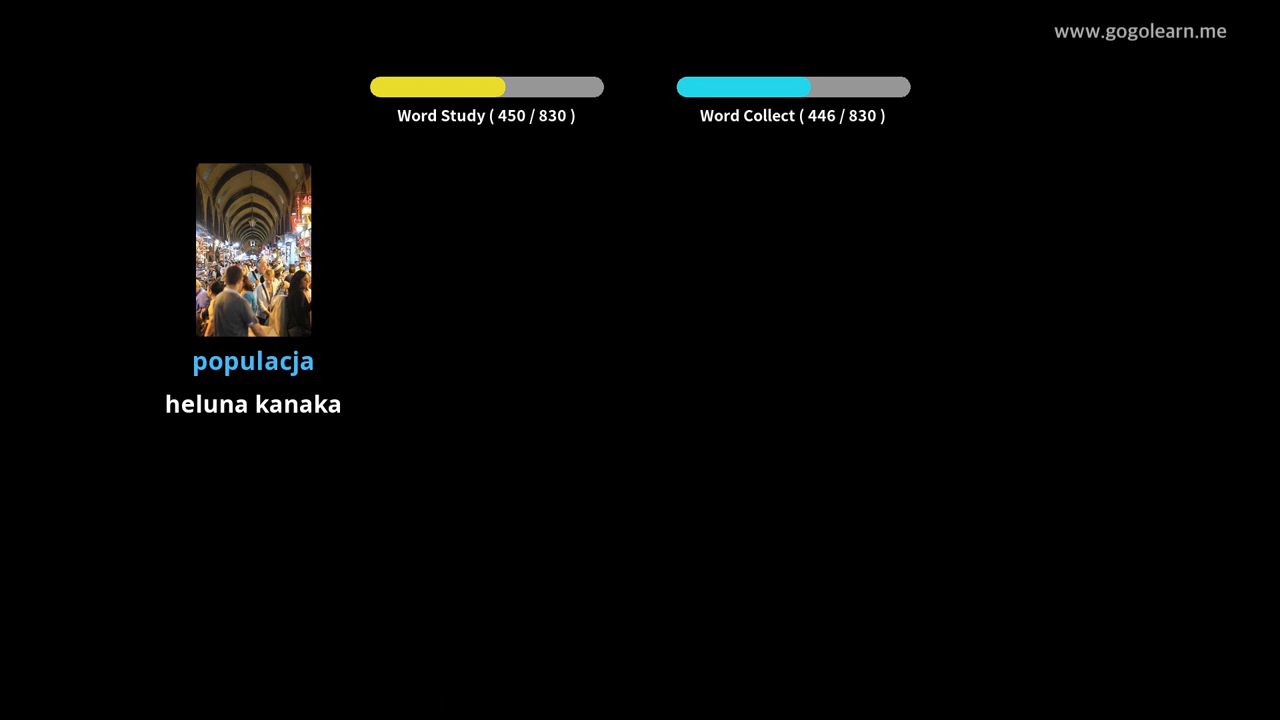 www.gogolearn.me
Word Study ( 450 / 830 )
Word Collect ( 446 / 830 )
populacja
heluna kanaka